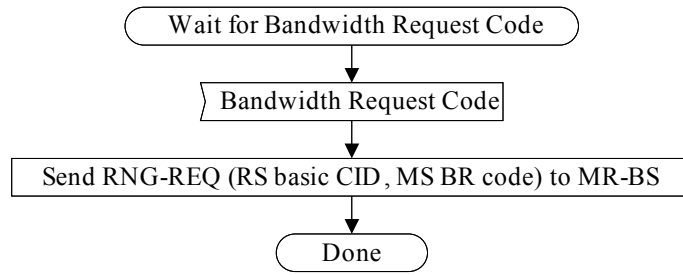 Wait for Bandwidth Request Code
Bandwidth Request Code
Send RNG-REQ (RS basic CID, MS BR code) to MR-BS
Done